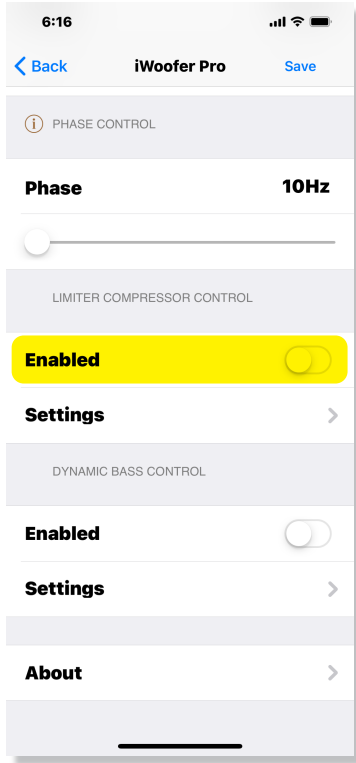 6:16
Back iWoofer Pro Save
i PHASE CONTROL
Phase 10Hz
LIMITER COMPRESSOR CONTROL
Enabled
Settings
DYNAMIC BASS CONTROL
Enabled
Settings
About